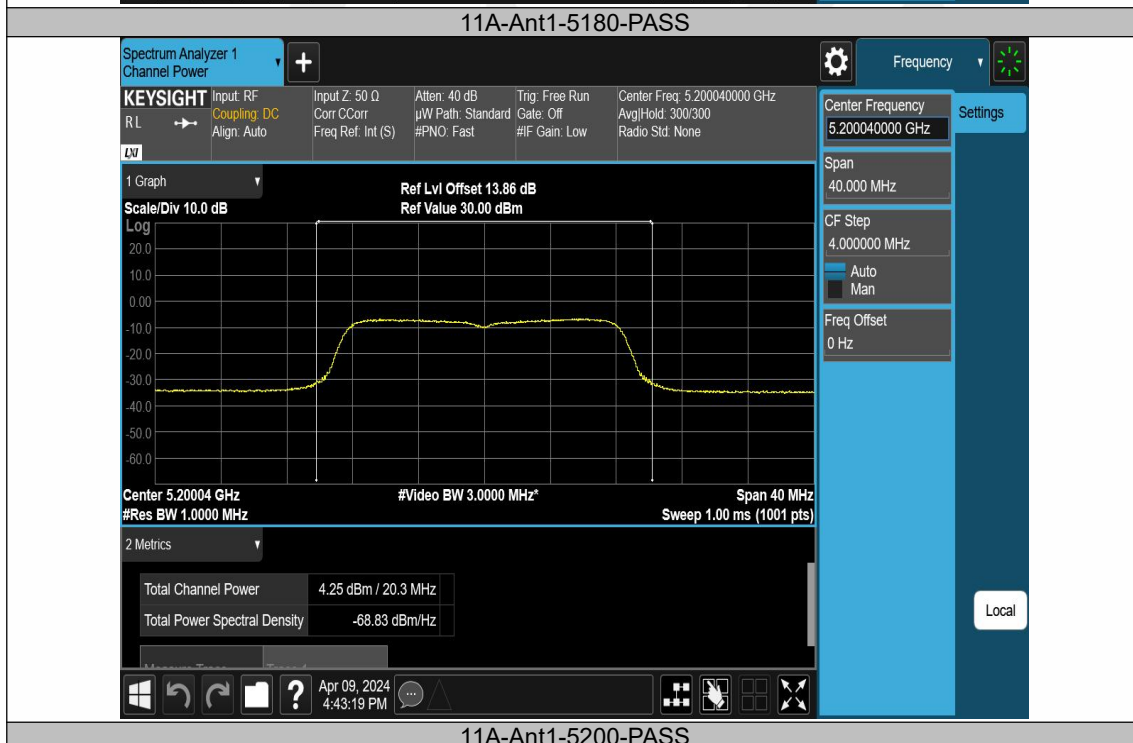 11A-Ant1-5180-PASS
Spectrum Analyzer 1
Channel Power
Frequency
KEYSIGHT
RL
LXI
Input: RF
Coupling: DC
Align: Auto
Input Z: 50 Ω
Corr CCorr
Freq Ref: Int (S)
Atten: 40 dB
µW Path: Standard
#PNO: Fast
Trig: Free Run
Gate: Off
#IF Gain: Low
Center Freq: 5.200040000 GHz
Avg|Hold: 300/300
Radio Std: None
Center Frequency
5.200040000 GHz
Settings
Span
40.000 MHz
CF Step
4.000000 MHz
Auto
Man
Freq Offset
0 Hz
1 Graph
Scale/Div 10.0 dB
Ref Lvl Offset 13.86 dB
Ref Value 30.00 dBm
Log
20.0
10.0
0.00
-10.0
-20.0
-30.0
-40.0
-50.0
-60.0
Center 5.20004 GHz
#Video BW 3.0000 MHz*
Span 40 MHz
#Res BW 1.0000 MHz
Sweep 1.00 ms (1001 pts)
2 Metrics
Total Channel Power 4.25 dBm / 20.3 MHz
Total Power Spectral Density -68.83 dBm/Hz
Local
?
Apr 09, 2024
4:43:19 PM
11A-Ant1-5200-PASS